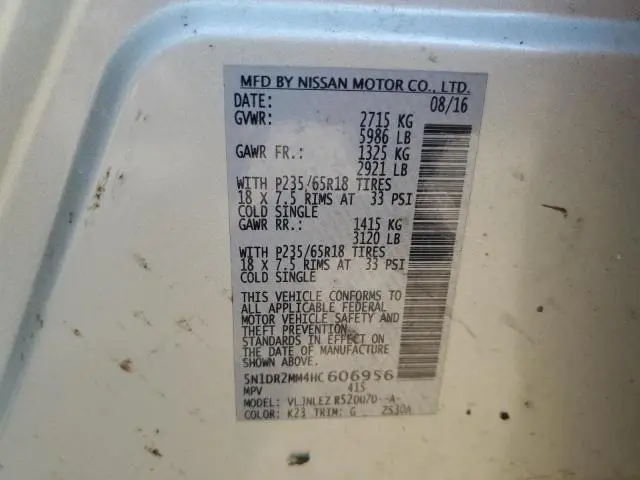 MFD BY NISSAN MOTOR CO., LTD.
DATE: 08/16
GVWR: 2715 KG
5986 LB
GAWR FR.: 1325 KG
2921 LB
WITH P235/65R18 TIRES
18 X 7.5 RIMS AT 33 PSI
COLD SINGLE
GAWR RR.: 1415 KG
3120 LB
WITH P235/65R18 TIRES
18 X 7.5 RIMS AT 33 PSI
COLD SINGLE
THIS VEHICLE CONFORMS TO
ALL APPLICABLE FEDERAL
MOTOR VEHICLE SAFETY AND
THEFT PREVENTION
STANDARDS IN EFFECT ON
THE DATE OF MANUFACTURE
SHOWN ABOVE.
5N1DR2MM4HC606956
MPV 415
MODEL:
COLOR: K23 TRIM: G